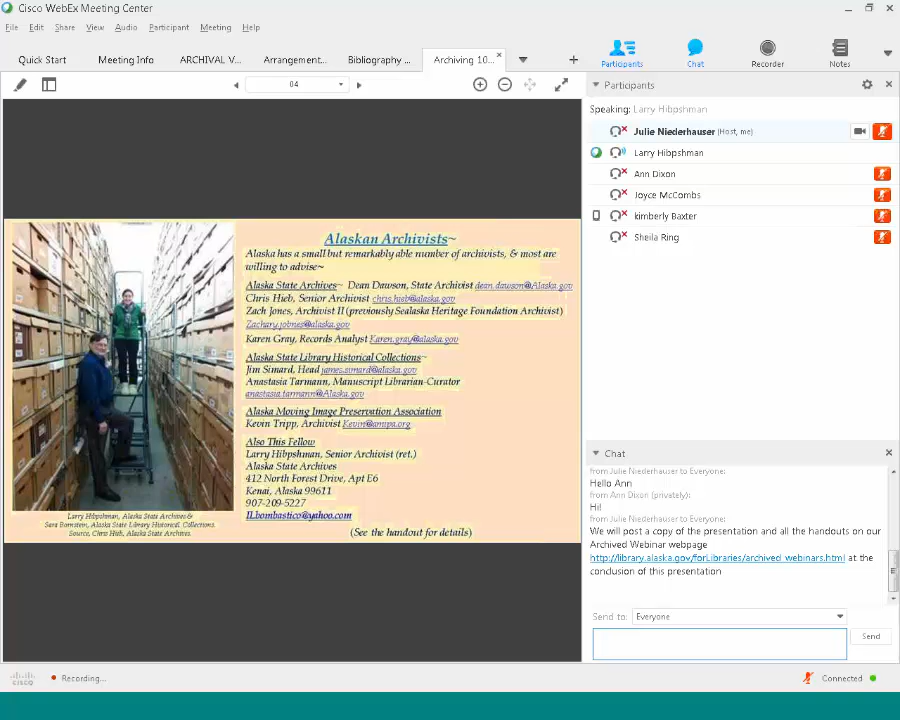 Cisco WebEx Meeting Center
File Edit Share View Audio Participant Meeting Help
Quick Start Meeting Info ARCHIVAL V... Arrangement... Bibliography ... Archiving 10...
Participants Chat Recorder Notes
04
Alaskan Archivists~
Alaska has a small but remarkably able number of archivists, & most are
willing to advise~
Alaska State Archives~ Dean Dawson, State Archivist dean.dawson@Alaska.gov
Chris Hieb, Senior Archivist chris.hieb@alaska.gov
Zach Jones, Archivist II (previously Sealaska Heritage Foundation Archivist)
Zachary.jobnes@alaska.gov
Karen Gray, Records Analyst Karen.gray@alaska.gov
Alaska State Library Historical Collections~
Jim Simard, Head james.simard@alaska.gov
Anastasia Tarmann, Manuscript Librarian-Curator
anastasia.tarmann@Alaska.gov
Alaska Moving Image Preservation Association
Kevin Tripp, Archivist Kevin@amipa.org
Also This Fellow
Larry Hibpshman, Senior Archivist (ret.)
Alaska State Archives
412 North Forest Drive, Apt E6
Kenai, Alaska 99611
907-209-5227
ILbombastico@yahoo.com
(See the handout for details)
Larry Hibpshman, Alaska State Archives &
Sara Bornstein, Alaska State Library Historical Collections.
Source, Chris Hieb, Alaska State Archives.
Participants
Speaking: Larry Hibpshman
Julie Niederhauser (Host, me)
Larry Hibpshman
Ann Dixon
Joyce McCombs
kimberly Baxter
Sheila Ring
Chat
from Julie Niederhauser to Everyone:
Hello Ann
from Ann Dixon (privately):
Hi!
from Julie Niederhauser to Everyone:
We will post a copy of the presentation and all the handouts on our
Archived Webinar webpage
http://library.alaska.gov/forLibraries/archived_webinars.html at the
conclusion of this presentation
Send to: Everyone
Send
CISCO Recording...
Connected